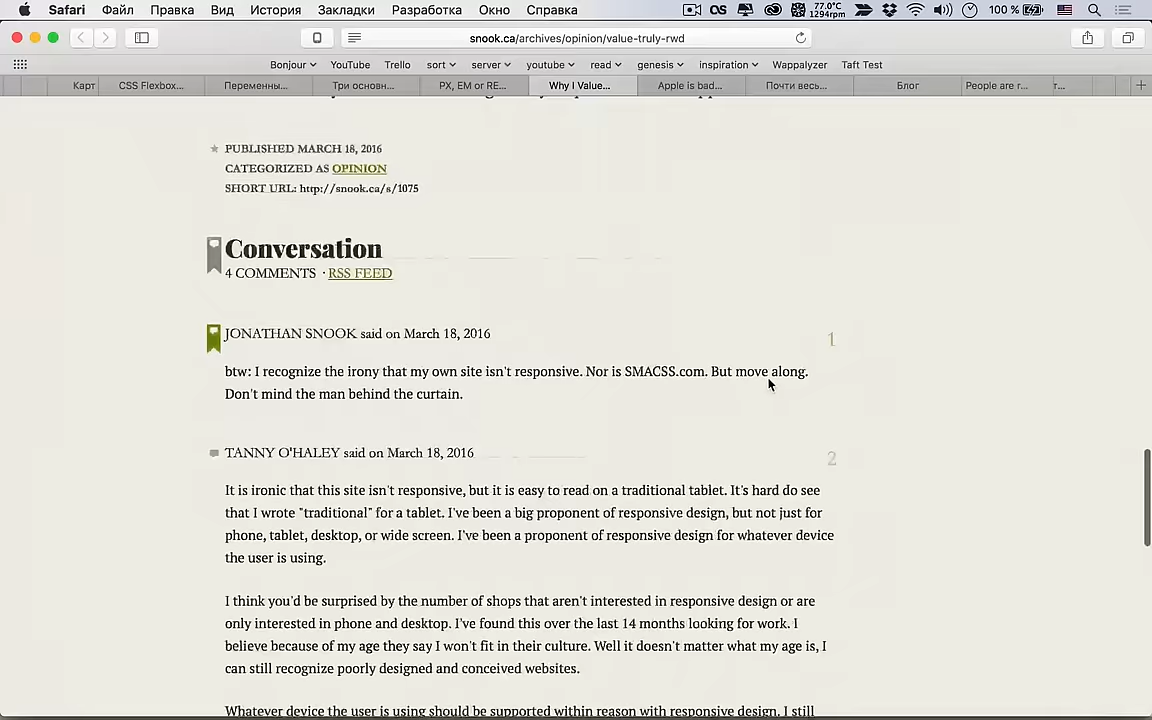 Safari Файл Правка Вид История Закладки Разработка Окно Справка OS 77.0°C 1294rpm 100 %
snook.ca/archives/opinion/value-truly-rwd
Bonjour YouTube Trello sort server youtube read genesis inspiration Wappalyzer Taft Test
Карт CSS Flexbox... Переменны... Три основн... PX, EM or RE... Why I Value... Apple is bad... Почти весь... Блог People are r... т...
PUBLISHED MARCH 18, 2016
CATEGORIZED AS OPINION
SHORT URL: http://snook.ca/s/1075
Conversation
4 COMMENTS · RSS FEED
JONATHAN SNOOK said on March 18, 2016 1
btw: I recognize the irony that my own site isn't responsive. Nor is SMACSS.com. But move along.
Don't mind the man behind the curtain.
TANNY O'HALEY said on March 18, 2016 2
It is ironic that this site isn't responsive, but it is easy to read on a traditional tablet. It's hard do see
that I wrote "traditional" for a tablet. I've been a big proponent of responsive design, but not just for
phone, tablet, desktop, or wide screen. I've been a proponent of responsive design for whatever device
the user is using.
I think you'd be surprised by the number of shops that aren't interested in responsive design or are
only interested in phone and desktop. I've found this over the last 14 months looking for work. I
believe because of my age they say I won't fit in their culture. Well it doesn't matter what my age is, I
can still recognize poorly designed and conceived websites.
Whatever device the user is using should be supported within reason with responsive design. I still